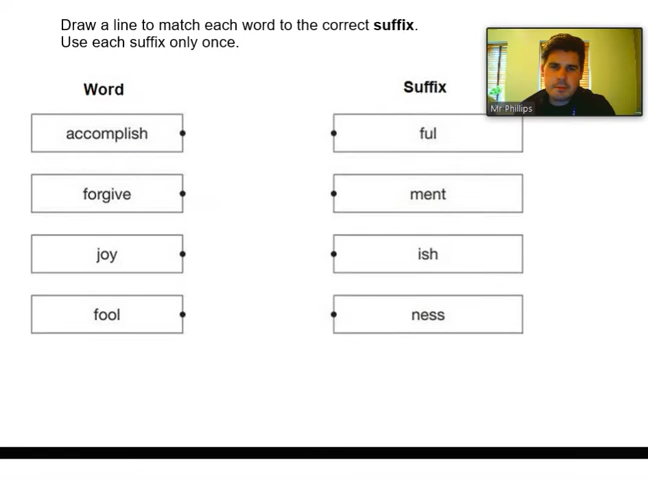 Draw a line to match each word to the correct suffix.
Use each suffix only once.
Word
Suffix
Mr Phillips
accomplish
ful
forgive
ment
joy
ish
fool
ness